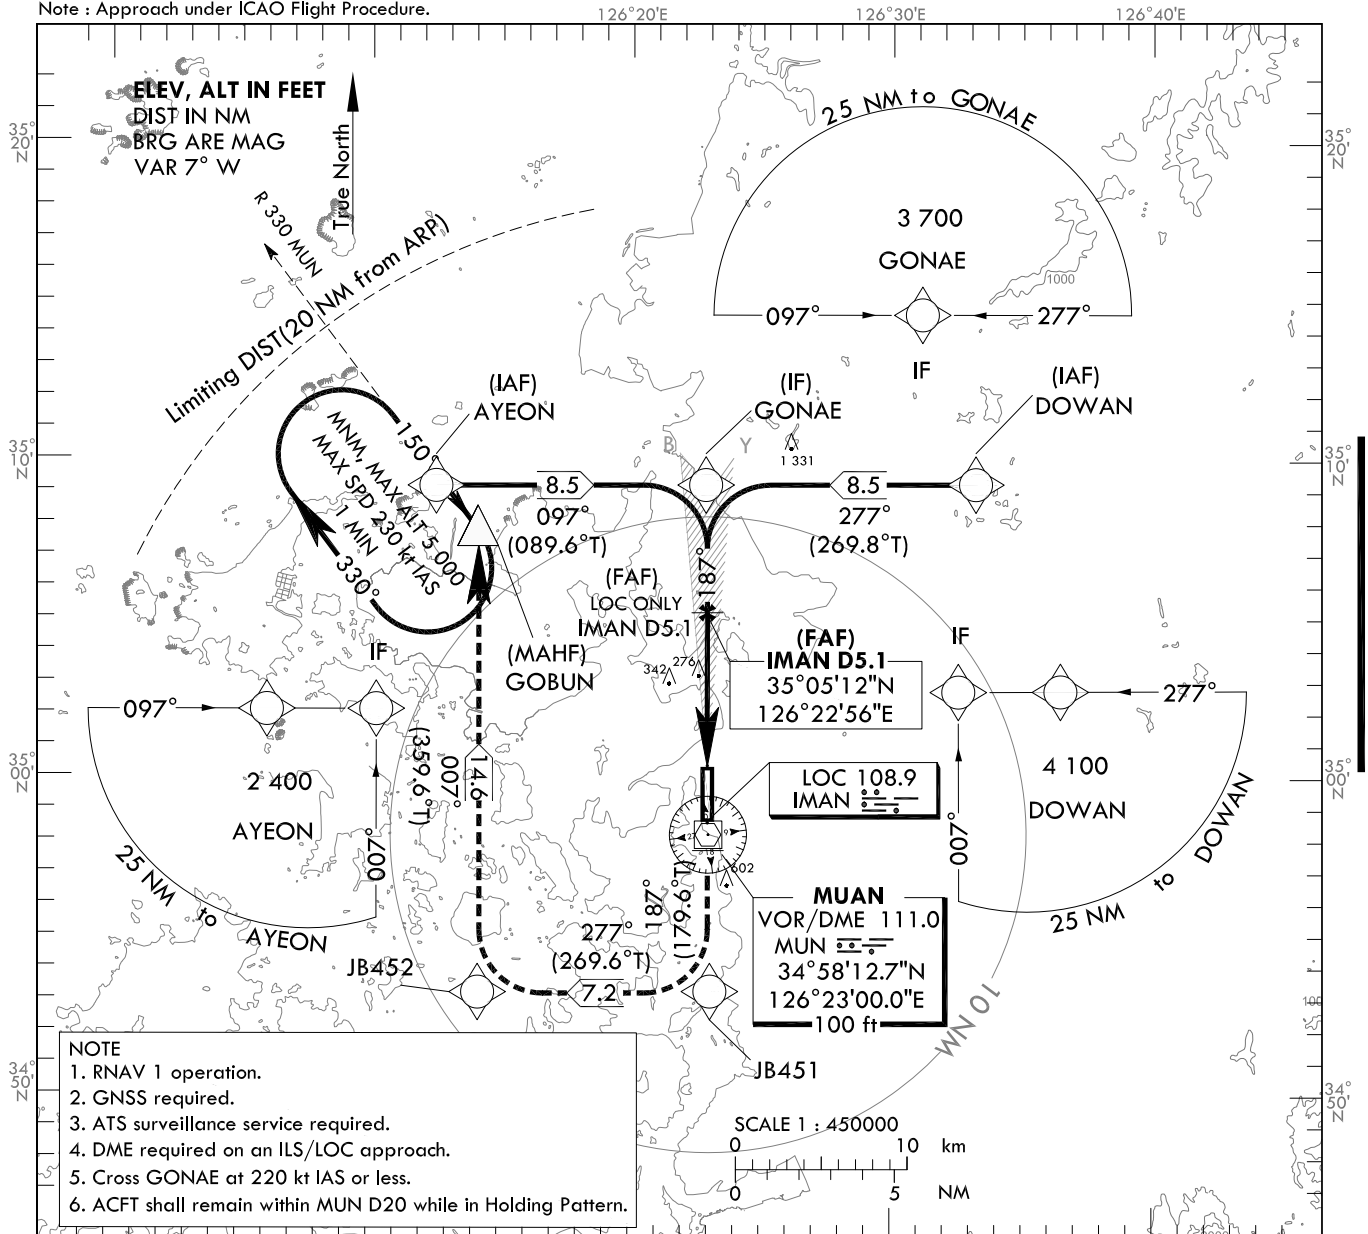 Note : Approach under ICAO Flight Procedure.
126°20'
126°30'
126°40'
ELEV, ALT IN FEET
DIST IN NM
BRG ARE MAG
VAR 7° W
True North
R 330 MUN
Limiting DIST(20 NM from ARP)
35° 20' N
35° 20' N
25 NM to GONAE
3 700
GONAE
1000
097°
277°
IF
(IAF)
AYEON
(IF)
GONAE
(IAF)
DOWAN
35° 10' N
35° 10' N
B
Y
1 331
150°
MNM, MAX ALT 5 000
MAX SPD 230 kt IAS
1 MIN
330°
8.5
097°
(089.6°T)
8.5
277°
(269.8°T)
187°
(FAF)
LOC ONLY
IMAN D5.1
342
276
(FAF)
IMAN D5.1
35°05'12"N
126°22'56"E
(MAHF)
GOBUN
IF
097°
2 400
AYEON
007°
25 NM to AYEON
IF
277°
4 100
DOWAN
007°
25 NM to DOWAN
35° 00' N
35° 00' N
14.6
007°
(359.6°T)
LOC 108.9
IMAN
602
187°
(179.6°T)
277°
(269.6°T)
7.2
MUAN
VOR/DME 111.0
MUN
34°58'12.7"N
126°23'00.0"E
100 ft
10 NM
JB452
JB451
34° 50' N
34° 50' N
NOTE
1. RNAV 1 operation.
2. GNSS required.
3. ATS surveillance service required.
4. DME required on an ILS/LOC approach.
5. Cross GONAE at 220 kt IAS or less.
6. ACFT shall remain within MUN D20 while in Holding Pattern.
SCALE 1 : 450000
0 10 km
0 5 NM